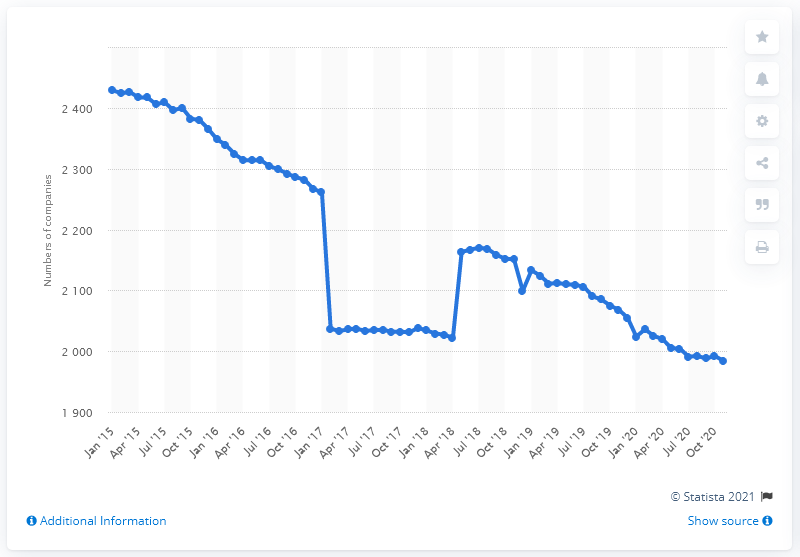 Numbers of companies
2 400
2 300
2 200
2 100
2 000
1 900
Jan '15
Apr '15
Jul '15
Oct '15
Jan '16
Apr '16
Jul '16
Oct '16
Jan '17
Apr '17
Jul '17
Oct '17
Jan '18
Apr '18
Jul '18
Oct '18
Jan '19
Apr '19
Jul '19
Oct '19
Jan '20
Apr '20
Jul '20
Oct '20
© Statista 2021
Additional Information
Show source